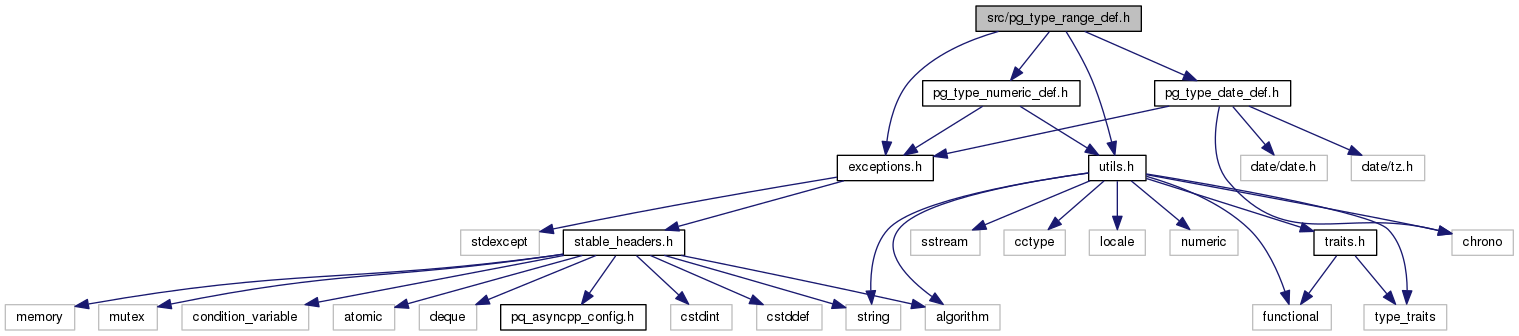 src/pg_type_range_def.h
pg_type_numeric_def.h
pg_type_date_def.h
exceptions.h
utils.h
date/date.h
date/tz.h
stdexcept
stable_headers.h
sstream
cctype
locale
numeric
traits.h
chrono
memory
mutex
condition_variable
atomic
deque
pq_asyncpp_config.h
cstdint
cstddef
string
algorithm
functional
type_traits